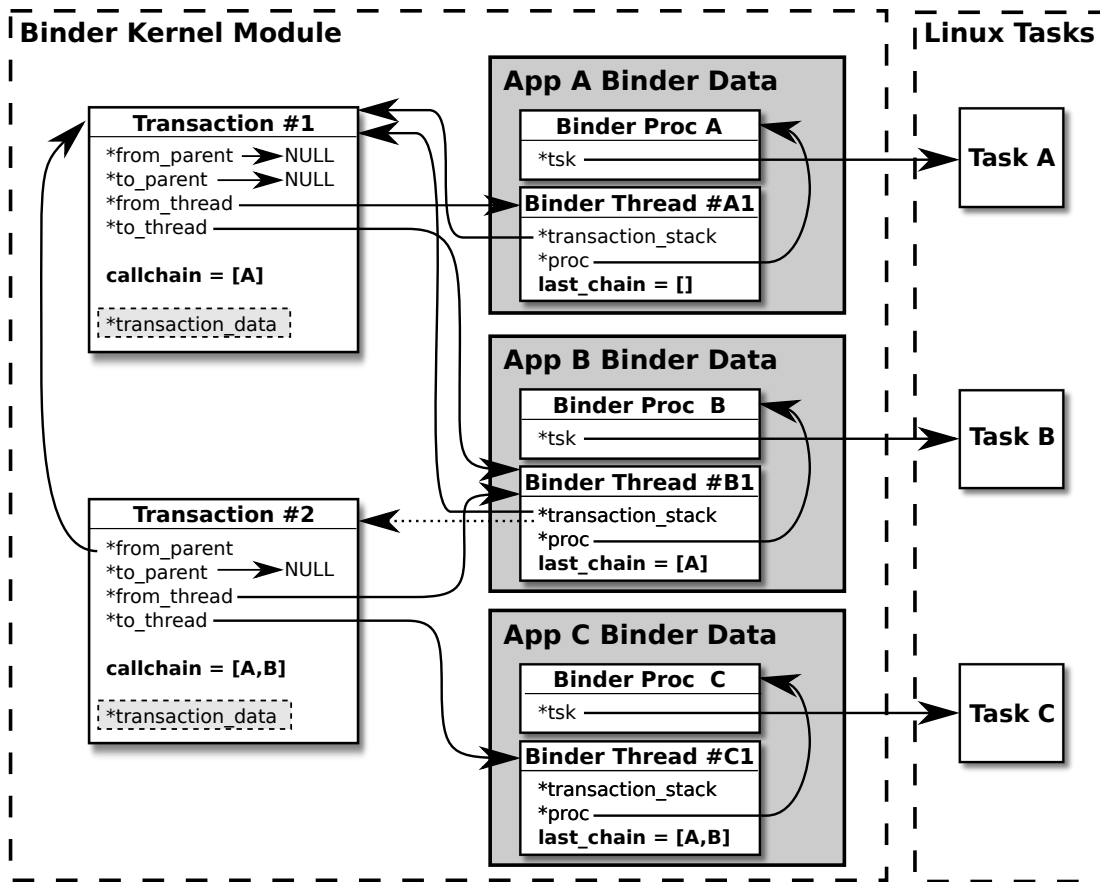 Binder Kernel Module
Linux Tasks
Transaction #1
*from_parent NULL
*to_parent NULL
*from_thread
*to_thread
callchain = [A]
*transaction_data
Transaction #2
*from_parent
*to_parent NULL
*from_thread
*to_thread
callchain = [A,B]
*transaction_data
App A Binder Data
Binder Proc A
*tsk
Binder Thread #A1
*transaction_stack
*proc
last_chain = []
App B Binder Data
Binder Proc B
*tsk
Binder Thread #B1
*transaction_stack
*proc
last_chain = [A]
App C Binder Data
Binder Proc C
*tsk
Binder Thread #C1
*transaction_stack
*proc
last_chain = [A,B]
Task A
Task B
Task C